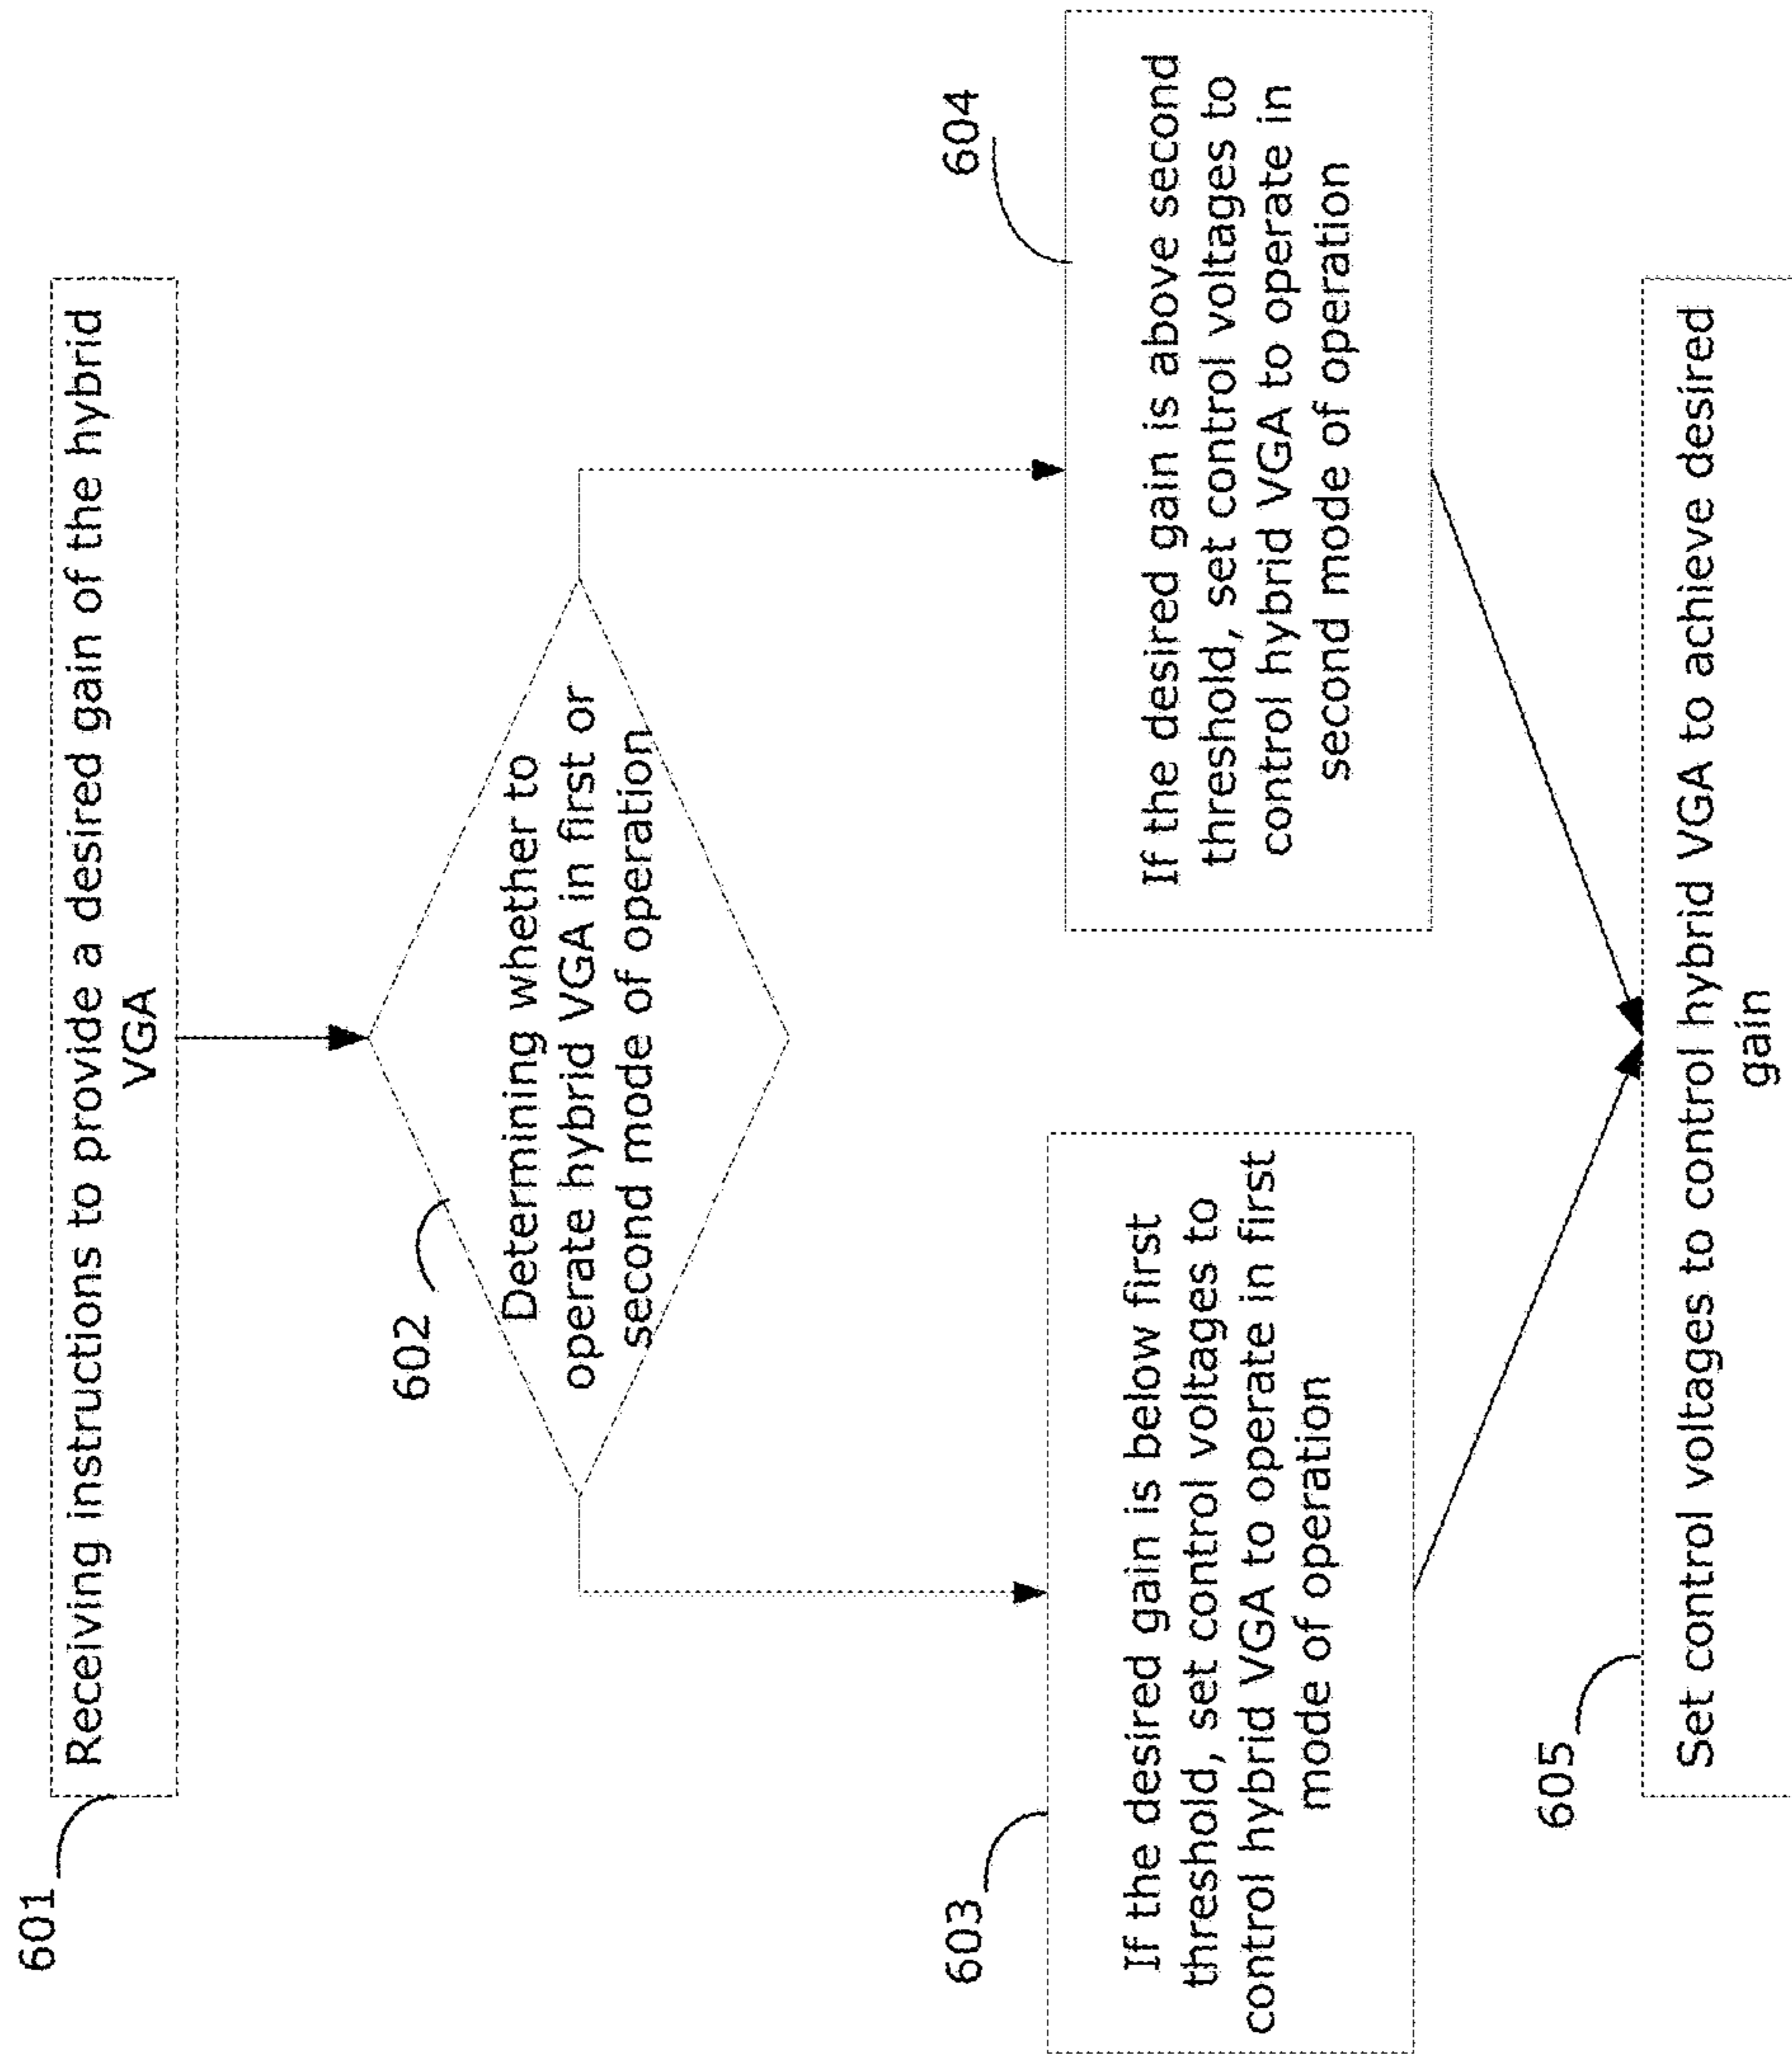 601
Receiving instructions to provide a desired gain of the hybrid
VGA
602
Determining whether to
operate hybrid VGA in first or
second mode of operation
603
If the desired gain is below first
threshold, set control voltages to
control hybrid VGA to operate in first
mode of operation
604
If the desired gain is above second
threshold, set control voltages to
control hybrid VGA to operate in
second mode of operation
605
Set control voltages to control hybrid VGA to achieve desired
gain